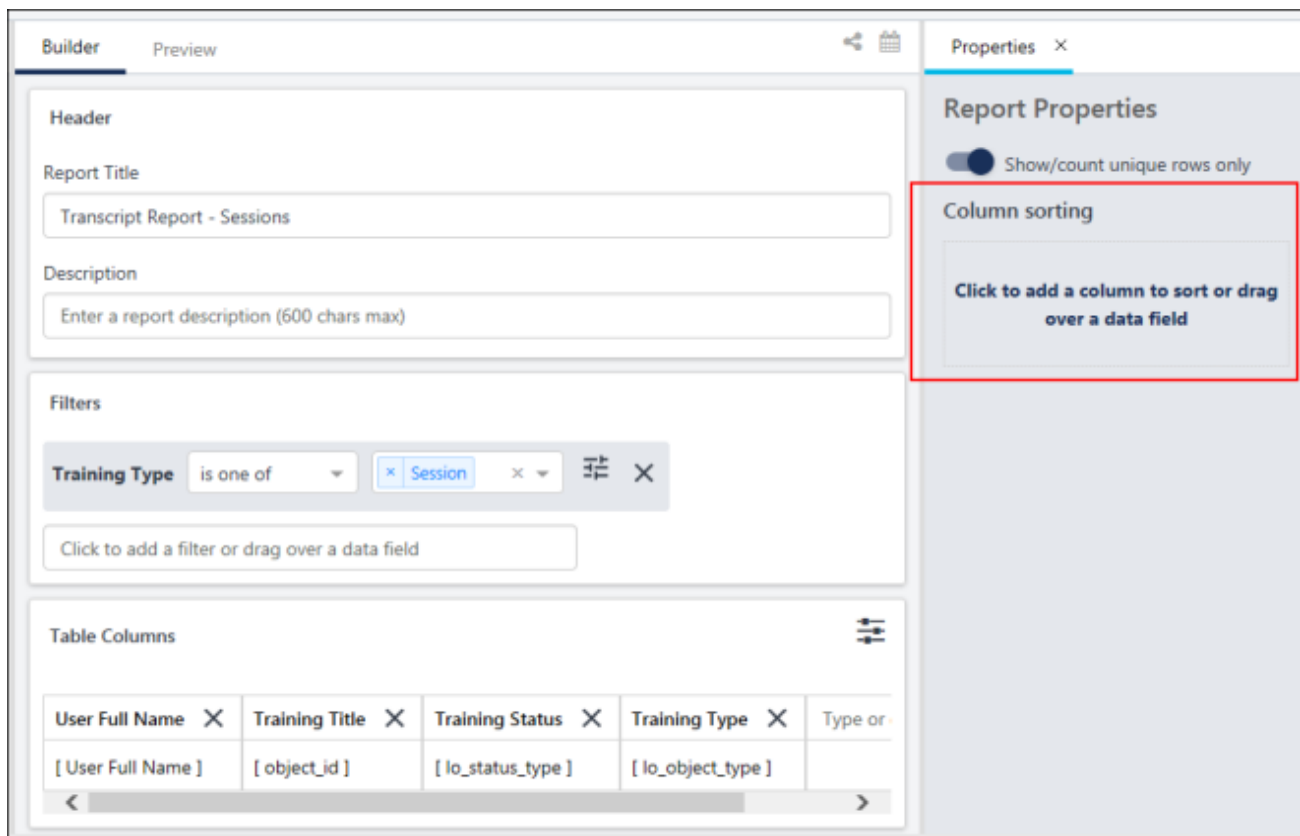 Builder Preview
Header
Report Title
Transcript Report - Sessions
Description
Enter a report description (600 chars max)
Filters
Training Type is one of × Session
Click to add a filter or drag over a data field
Table Columns
User Full Name Training Title Training Status Training Type Type or
[ User Full Name ] [ object_id ] [ lo_status_type ] [ lo_object_type ]
Properties ×
Report Properties
Show/count unique rows only
Column sorting
Click to add a column to sort or drag
over a data field